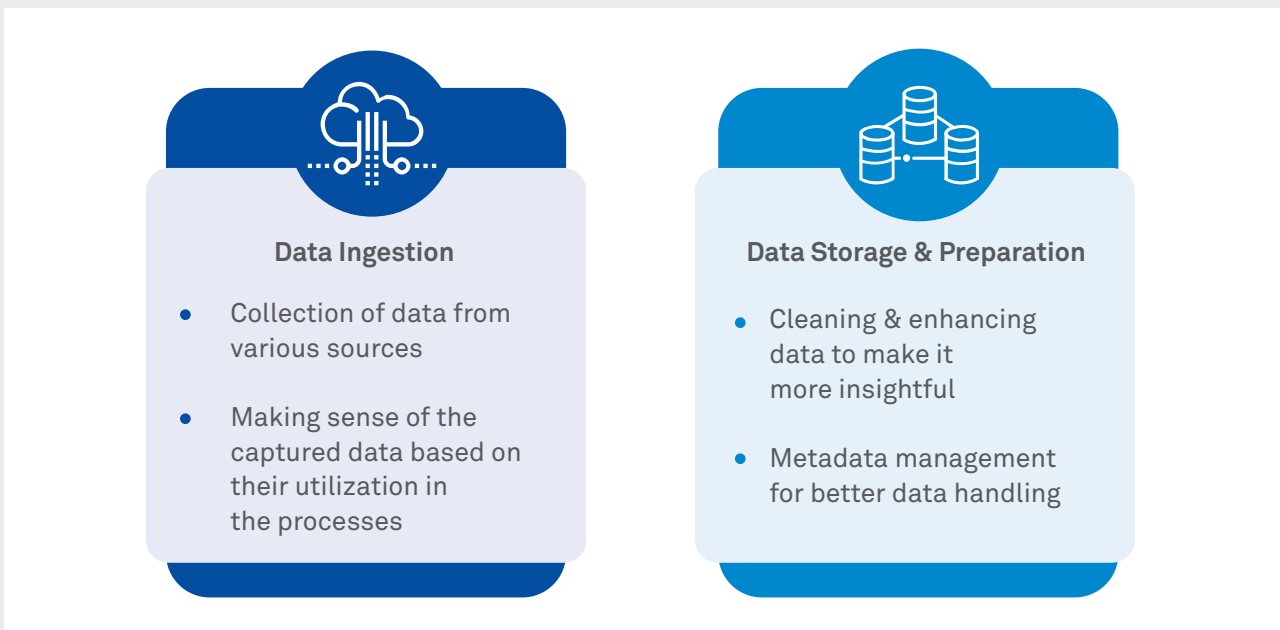 Data Ingestion
Collection of data from
various sources
Making sense of the
captured data based on
their utilization in
the processes
Data Storage & Preparation
Cleaning & enhancing
data to make it
more insightful
Metadata management
for better data handling